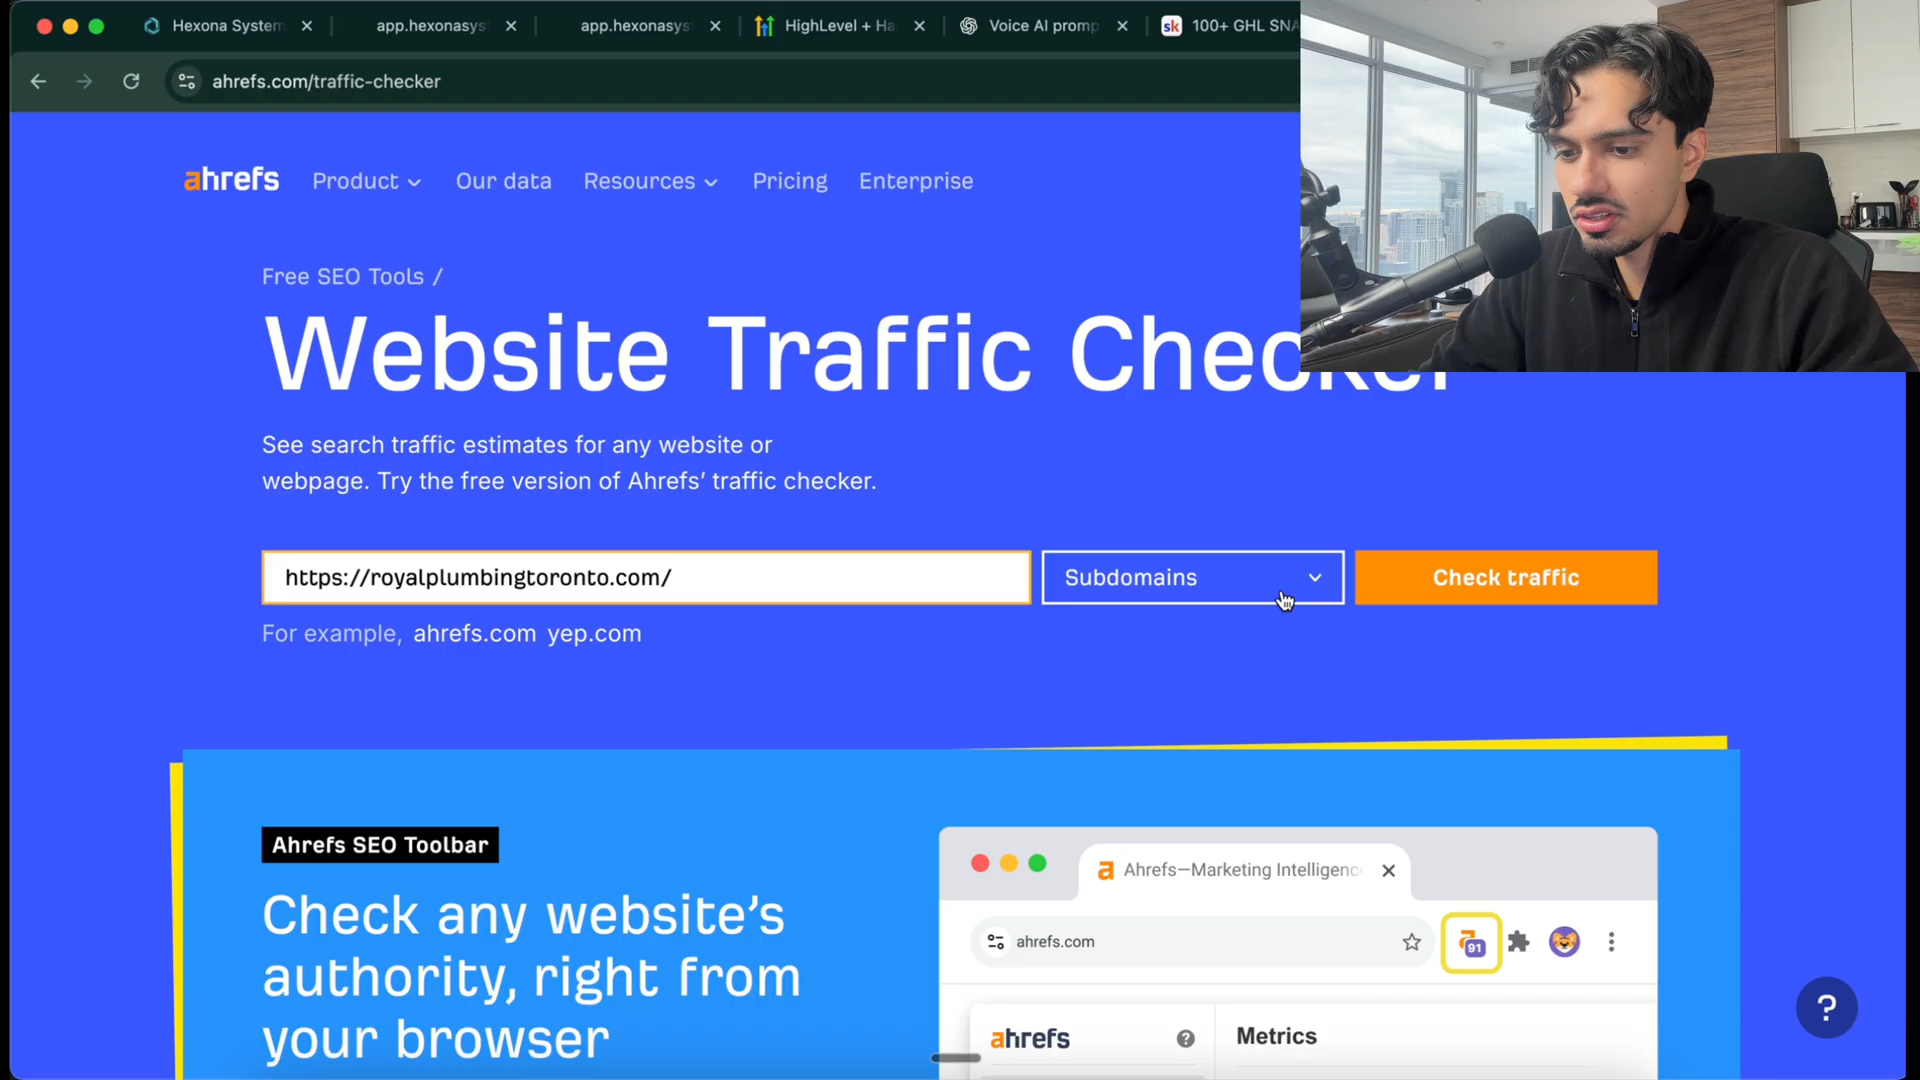 Hexona System
app.hexonasyst
app.hexonasyst
HighLevel + Ha
Voice AI promp
sk
100+ GHL SNA
ahrefs.com/traffic-checker
ahrefs
Product
Our data
Resources
Pricing
Enterprise
Free SEO Tools /
Website Traffic Checker
See search traffic estimates for any website or
webpage. Try the free version of Ahrefs’ traffic checker.
https://royalplumbingtoronto.com/
Subdomains
Check traffic
For example, ahrefs.com yep.com
Ahrefs SEO Toolbar
Check any website’s
authority, right from
your browser
a
Ahrefs—Marketing Intelligenc
ahrefs.com
91
ahrefs
?
Metrics
?